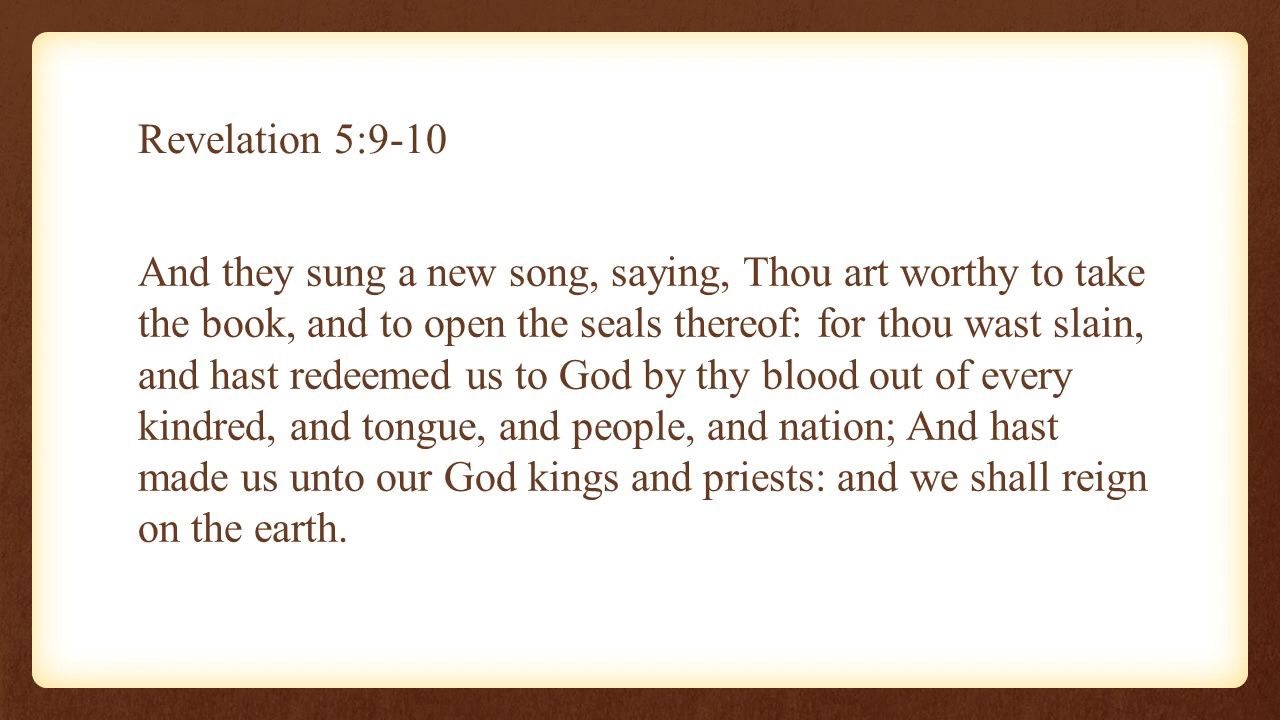 Revelation 5:9-10
And they sung a new song, saying, Thou art worthy to take
the book, and to open the seals thereof: for thou wast slain,
and hast redeemed us to God by thy blood out of every
kindred, and tongue, and people, and nation; And hast
made us unto our God kings and priests: and we shall reign
on the earth.